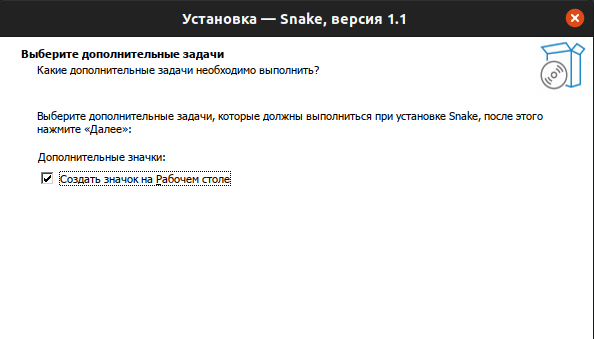 Установка — Snake, версия 1.1
Выберите дополнительные задачи
Какие дополнительные задачи необходимо выполнить?
Выберите дополнительные задачи, которые должны выполниться при установке Snake, после этого
нажмите «Далее»:
Дополнительные значки:
Создать значок на Рабочем столе